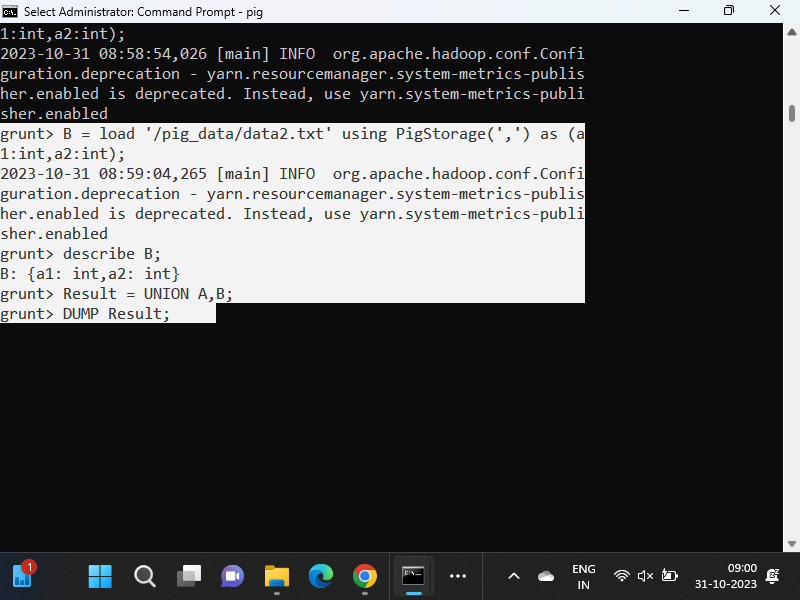 Select Administrator: Command Prompt - pig
1:int,a2:int);
2023-10-31 08:58:54,026 [main] INFO  org.apache.hadoop.conf.Confi
guration.deprecation - yarn.resourcemanager.system-metrics-publis
her.enabled is deprecated. Instead, use yarn.system-metrics-publi
sher.enabled
grunt> B = load '/pig_data/data2.txt' using PigStorage(',') as (a
1:int,a2:int);
2023-10-31 08:59:04,265 [main] INFO  org.apache.hadoop.conf.Confi
guration.deprecation - yarn.resourcemanager.system-metrics-publis
her.enabled is deprecated. Instead, use yarn.system-metrics-publi
sher.enabled
grunt> describe B;
B: {a1: int,a2: int}
grunt> Result = UNION A,B;
grunt> DUMP Result;
1
ENG
IN
09:00
31-10-2023